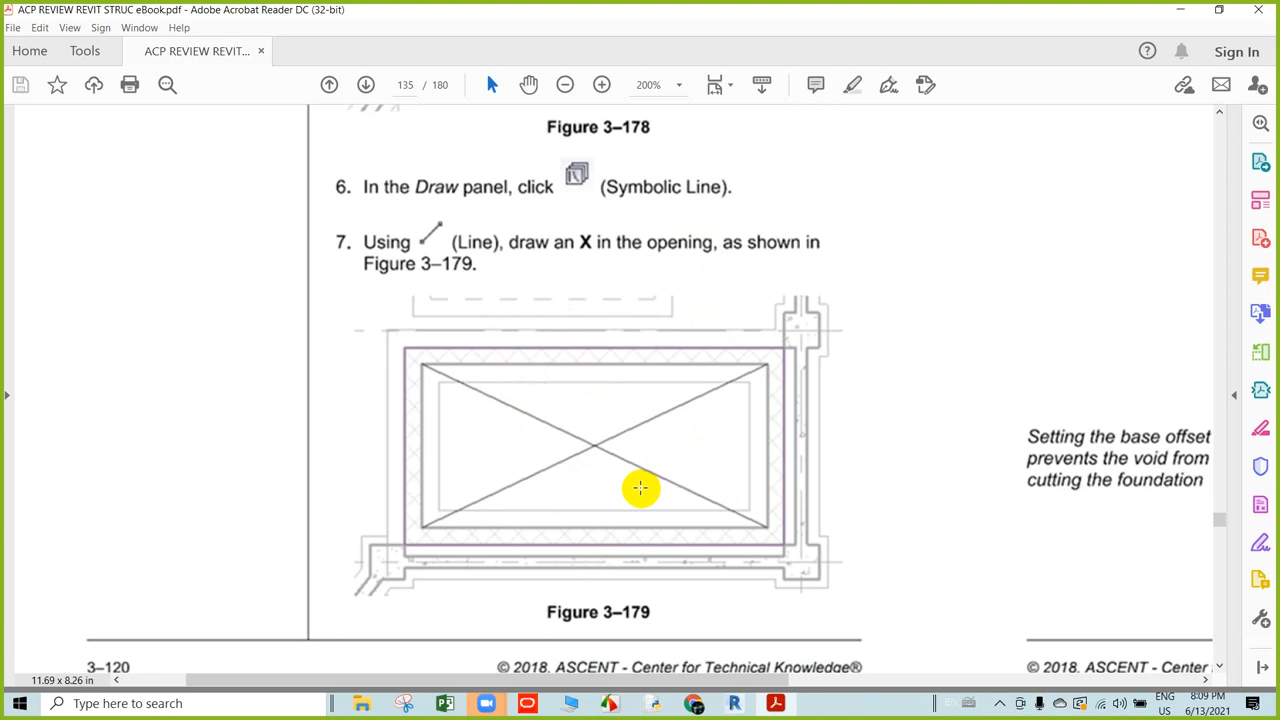 ACP REVIEW REVIT STRUC eBook.pdf - Adobe Acrobat Reader DC (32-bit)
File Edit View Sign Window Help
Home Tools ACP REVIEW REVIT... × Sign In
135 / 180 200%
Figure 3–178
6. In the Draw panel, click (Symbolic Line).
7. Using (Line), draw an X in the opening, as shown in
Figure 3–179.
Setting the base offset
prevents the void from
cutting the foundation
Figure 3–179
3–120 © 2018, ASCENT - Center for Technical Knowledge® © 2018, ASCENT - Center for Technical Knowle
11.69 x 8.26 in
Type here to search
ENG 8:09 PM
US 6/13/2021